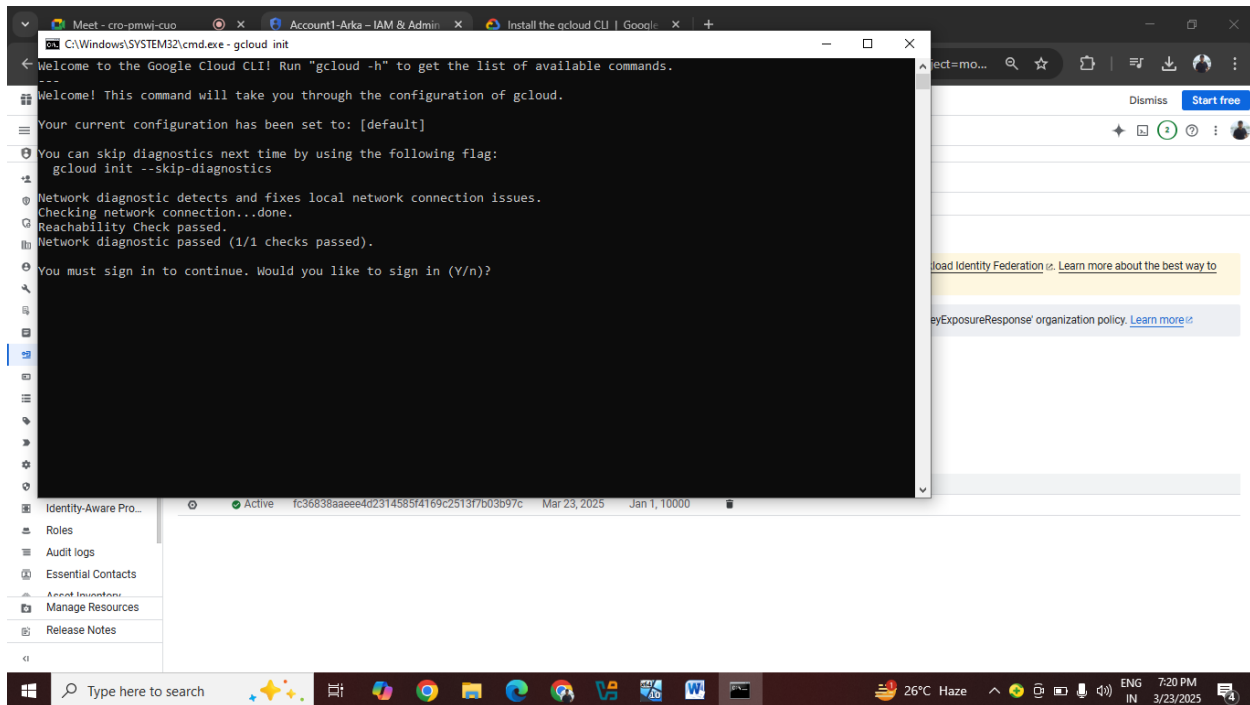 Meet - cro-pmwj-cuo
Account1-Arka – IAM & Admin
Install the gcloud CLI | Google
C:\Windows\SYSTEM32\cmd.exe - gcloud init
ject=mo...
Welcome to the Google Cloud CLI! Run "gcloud -h" to get the list of available commands.
---
Welcome! This command will take you through the configuration of gcloud.
Your current configuration has been set to: [default]
You can skip diagnostics next time by using the following flag:
gcloud init --skip-diagnostics
Network diagnostic detects and fixes local network connection issues.
Checking network connection...done.
Reachability Check passed.
Network diagnostic passed (1/1 checks passed).
You must sign in to continue. Would you like to sign in (Y/n)?
Dismiss
Start free
2
load Identity Federation. Learn more about the best way to
eyExposureResponse' organization policy. Learn more
Active fc36838aaeee4d2314585f4169c2513f7b03b97c Mar 23, 2025 Jan 1, 10000
Identity-Aware Pro...
Roles
Audit logs
Essential Contacts
Asset Inventory
Manage Resources
Release Notes
Type here to search
26°C Haze
ENG
IN
7:20 PM
3/23/2025
4